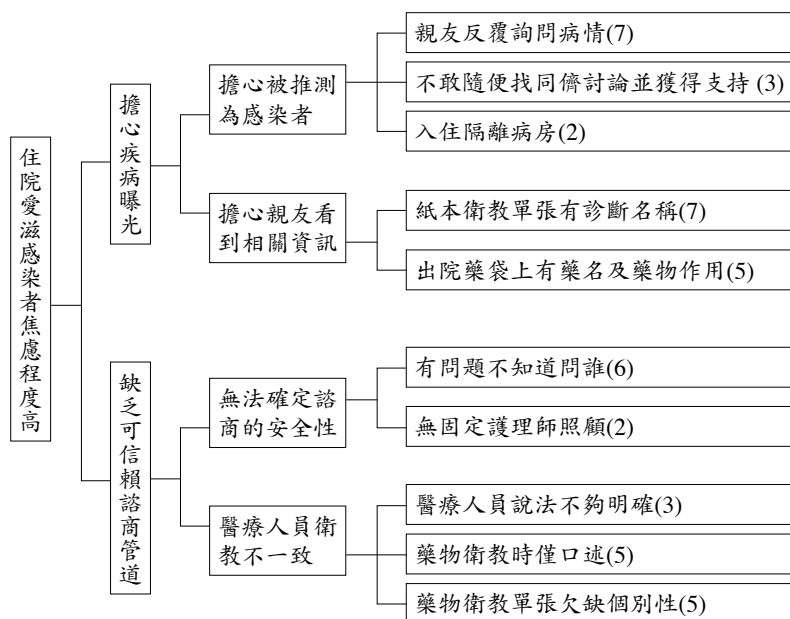 住院愛滋感染者焦慮程度高
擔心疾病曝光
擔心被推測
為感染者
親友反覆詢問病情(7)
不敢隨便找同儕討論並獲得支持 (3)
入住隔離病房(2)
擔心親友看
到相關資訊
紙本衛教單張有診斷名稱(7)
出院藥袋上有藥名及藥物作用(5)
缺乏可信賴諮商管道
無法確定諮
商的安全性
有問題不知道問誰(6)
無固定護理師照顧(2)
醫療人員衛
教不一致
醫療人員說法不夠明確(3)
藥物衛教時僅口述(5)
藥物衛教單張欠缺個別性(5)